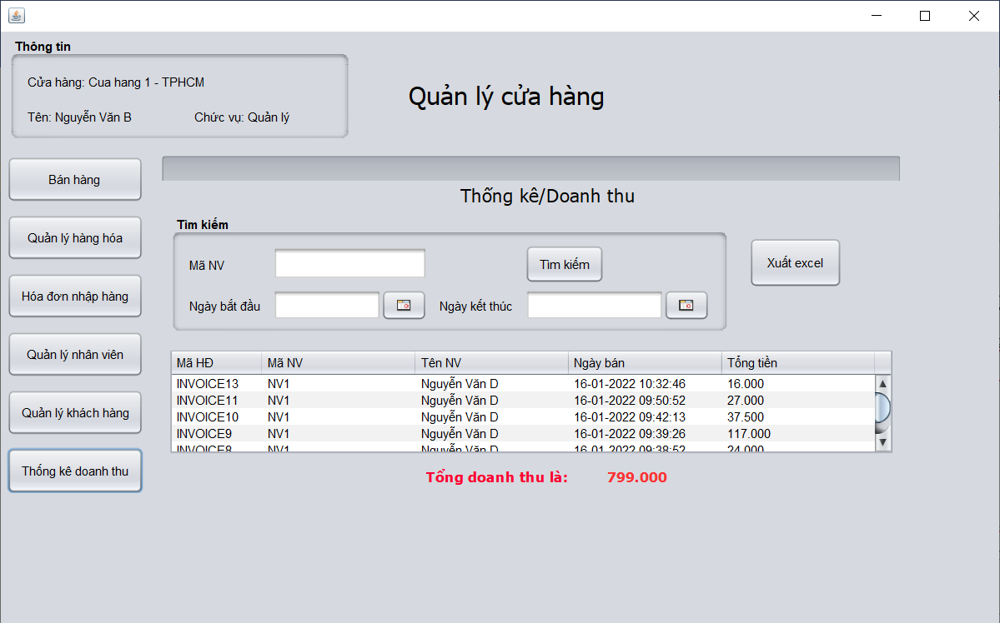 Thông tin
Cửa hàng: Cua hang 1 - TPHCM
Tên: Nguyễn Văn B Chức vụ: Quản lý
Quản lý cửa hàng
Bán hàng
Quản lý hàng hóa
Hóa đơn nhập hàng
Quản lý nhân viên
Quản lý khách hàng
Thống kê doanh thu
Thống kê/Doanh thu
Tìm kiếm
Mã NV Tìm kiếm
Ngày bắt đầu Ngày kết thúc
Xuất excel
Mã HĐ Mã NV Tên NV Ngày bán Tổng tiền
INVOICE13 NV1 Nguyễn Văn D 16-01-2022 10:32:46 16.000
INVOICE11 NV1 Nguyễn Văn D 16-01-2022 09:50:52 27.000
INVOICE10 NV1 Nguyễn Văn D 16-01-2022 09:42:13 37.500
INVOICE9 NV1 Nguyễn Văn D 16-01-2022 09:39:26 117.000
INVOICE8 NV1 Nguyễn Văn D 16-01-2022 09:38:52 24.000
Tổng doanh thu là: 799.000